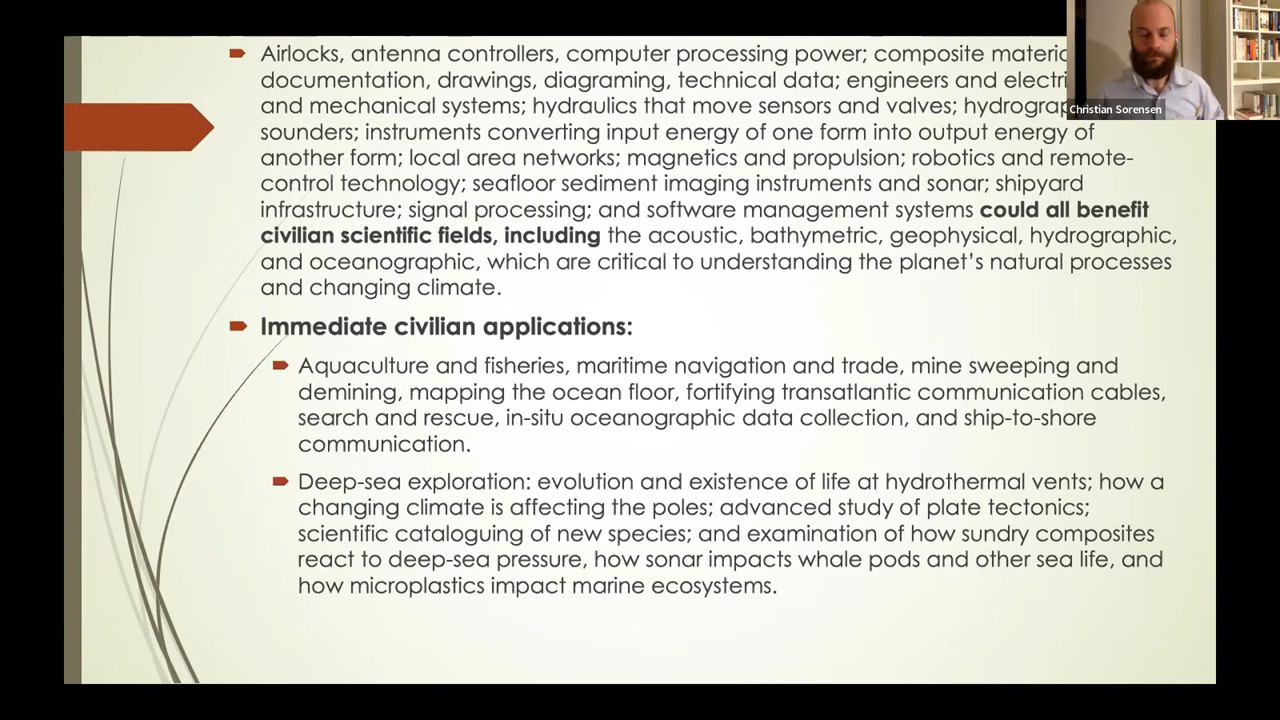 Airlocks, antenna controllers, computer processing power; composite
documentation, drawings, diagraming, technical data; engineers and
and mechanical systems; hydraulics that move sensors and valves;
Christian Sorensen
sounders; instruments converting input energy of one form into output energy of
another form; local area networks; magnetics and propulsion; robotics and remote-
control technology; seafloor sediment imaging instruments and sonar; shipyard
infrastructure; signal processing; and software management systems could all benefit
civilian scientific fields, including the acoustic, bathymetric, geophysical, hydrographic,
and oceanographic, which are critical to understanding the planet's natural processes
and changing climate.
Immediate civilian applications:
Aquaculture and fisheries, maritime navigation and trade, mine sweeping and
demining, mapping the ocean floor, fortifying transatlantic communication cables,
search and rescue, in-situ oceanographic data collection, and ship-to-shore
communication.
Deep-sea exploration: evolution and existence of life at hydrothermal vents; how a
changing climate is affecting the poles; advanced study of plate tectonics;
scientific cataloguing of new species; and examination of how sundry composites
react to deep-sea pressure, how sonar impacts whale pods and other sea life, and
how microplastics impact marine ecosystems.